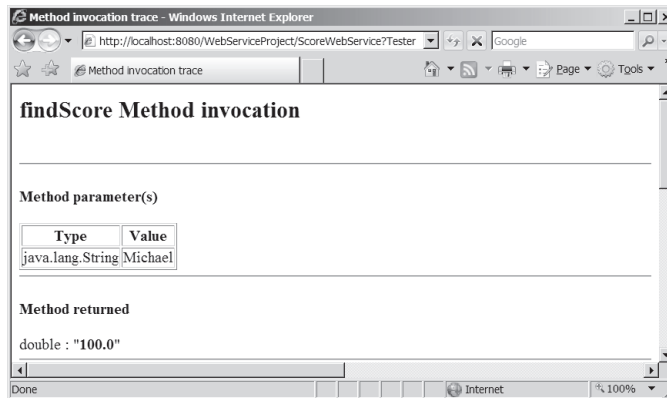 Method invocation trace - Windows Internet Explorer
http://localhost:8080/WebServiceProject/ScoreWebService?Tester
Google
Method invocation trace
Page
Tools
findScore Method invocation
Method parameter(s)
Type Value
java.lang.String Michael
Method returned
double : "100.0"
Done
Internet
100%